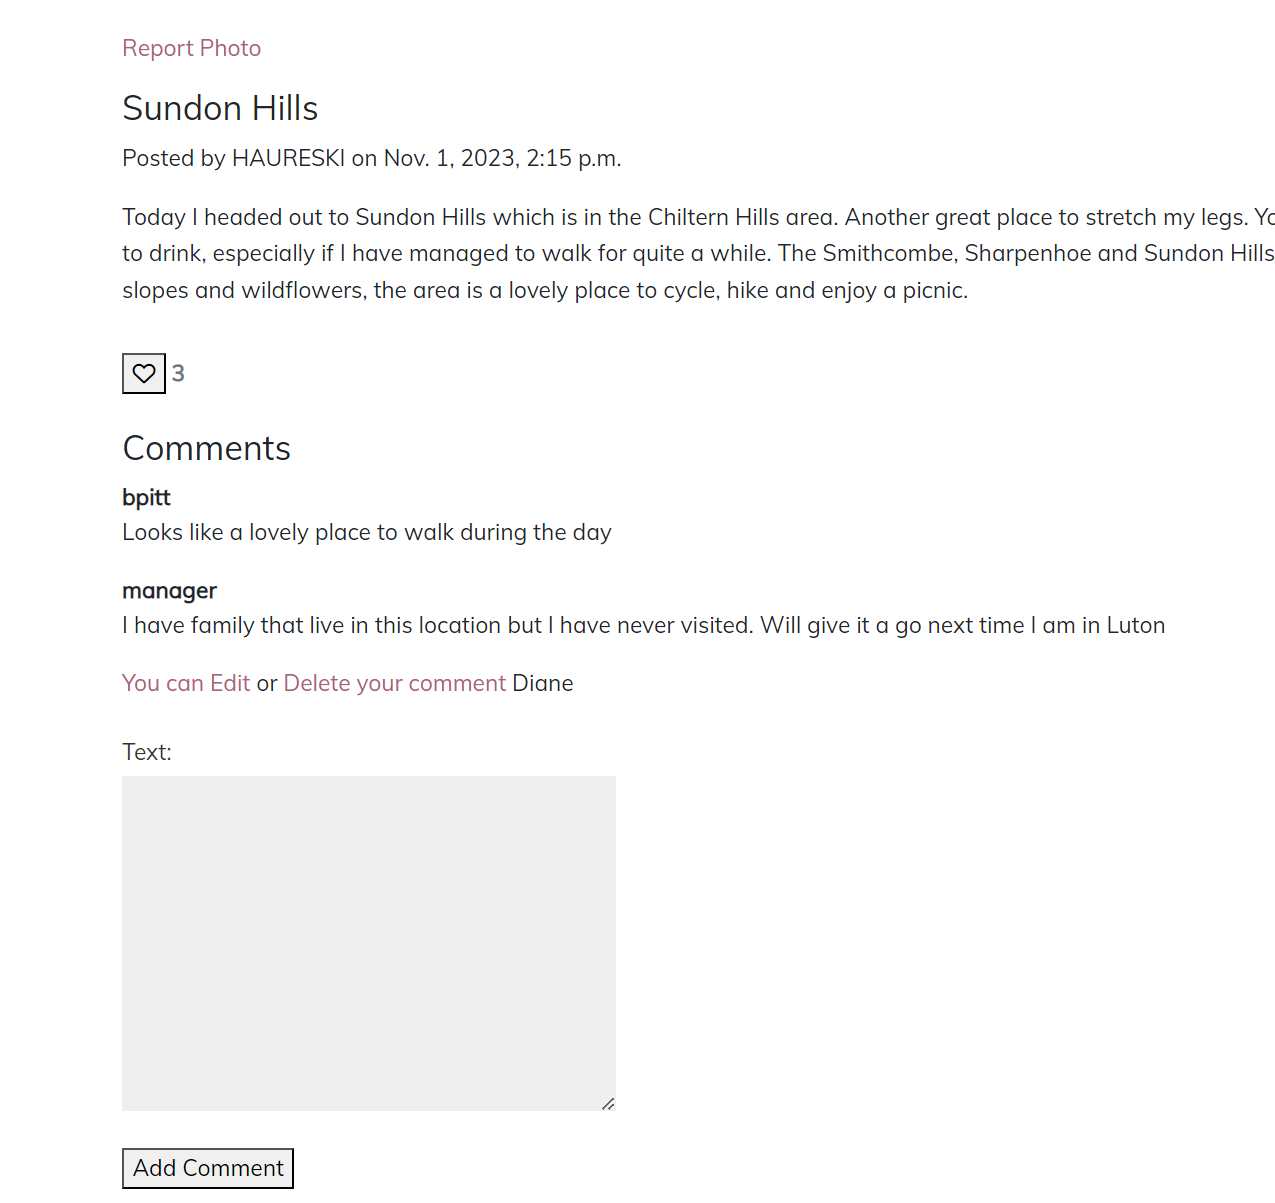 Report Photo
Sundon Hills
Posted by HAURESKI on Nov. 1, 2023, 2:15 p.m.
Today I headed out to Sundon Hills which is in the Chiltern Hills area. Another great place to stretch my legs.
to drink, especially if I have managed to walk for quite a while. The Smithcombe, Sharpenhoe and Sundon Hills
slopes and wildflowers, the area is a lovely place to cycle, hike and enjoy a picnic.
3
Comments
bpitt
Looks like a lovely place to walk during the day
manager
I have family that live in this location but I have never visited. Will give it a go next time I am in Luton
You can Edit or Delete your comment Diane
Text:
Add Comment